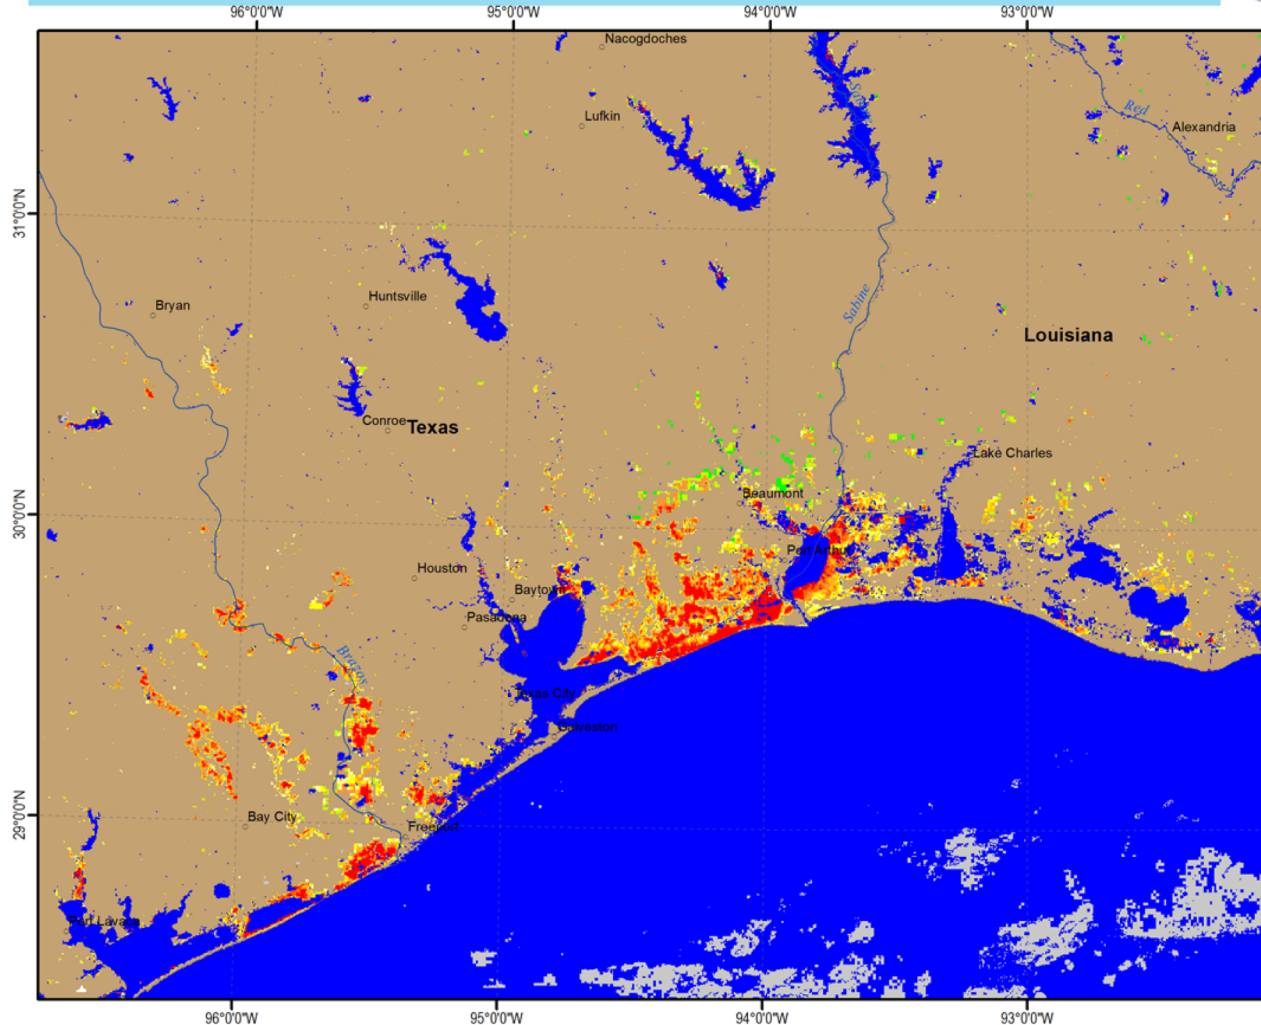 96°0'0"W
95°0'0"W
94°0'0"W
93°0'0"W
Nacogdoches
Sabine
Red
Lufkin
Alexandria
31°0'0"N
Sabine
Huntsville
Bryan
Louisiana
Conroe
Texas
Lake Charles
Beaumont
30°0'0"N
Port Arthur
Houston
Baytown
Pasadena
Brazos
Texas City
Galveston
29°0'0"N
Bay City
Freeport
Port Lavaca
96°0'0"W
95°0'0"W
94°0'0"W
93°0'0"W